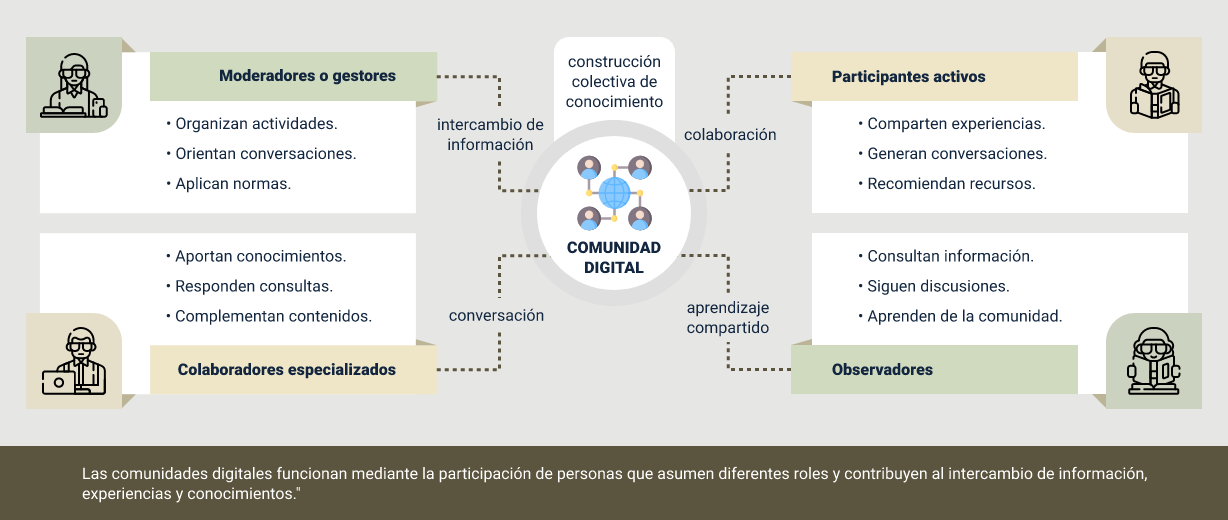 Moderadores o gestores
• Organizan actividades.
• Orientan conversaciones.
• Aplican normas.
intercambio de
información
construcción
colectiva de
conocimiento
colaboración
Participantes activos
• Comparten experiencias.
• Generan conversaciones.
• Recomiendan recursos.
COMUNIDAD
DIGITAL
• Aportan conocimientos.
• Responden consultas.
• Complementan contenidos.
Colaboradores especializados
conversación
aprendizaje
compartido
• Consultan información.
• Siguen discusiones.
• Aprenden de la comunidad.
Observadores
Las comunidades digitales funcionan mediante la participación de personas que asumen diferentes roles y contribuyen al intercambio de información,
experiencias y conocimientos."